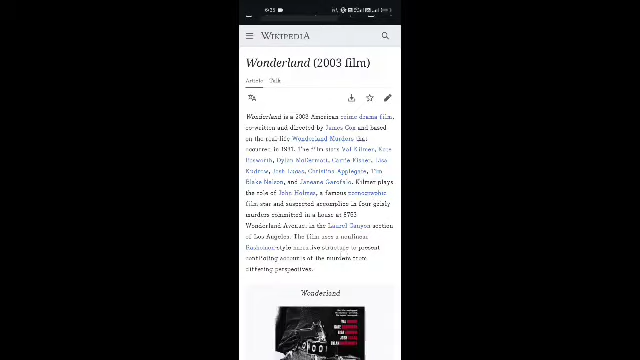 WIKIPEDIA
Wonderland (2003 film)
Article Talk
Wonderland is a 2003 American crime drama film,
co-written and directed by James Cox and based
on the real-life Wonderland Murders that
occurred in 1981. The film stars Val Kilmer, Kate
Bosworth, Dylan McDermott, Carrie Fisher, Lisa
Kudrow, Josh Lucas, Christina Applegate, Tim
Blake Nelson, and Janeane Garofalo. Kilmer plays
the role of John Holmes, a famous pornographic
film star and suspected accomplice in four grisly
murders committed in a house at 8763
Wonderland Avenue, in the Laurel Canyon section
of Los Angeles. The film uses a nonlinear
Rashomon-style narrative structure to present
conflicting accounts of the murders from
differing perspectives.
Wonderland